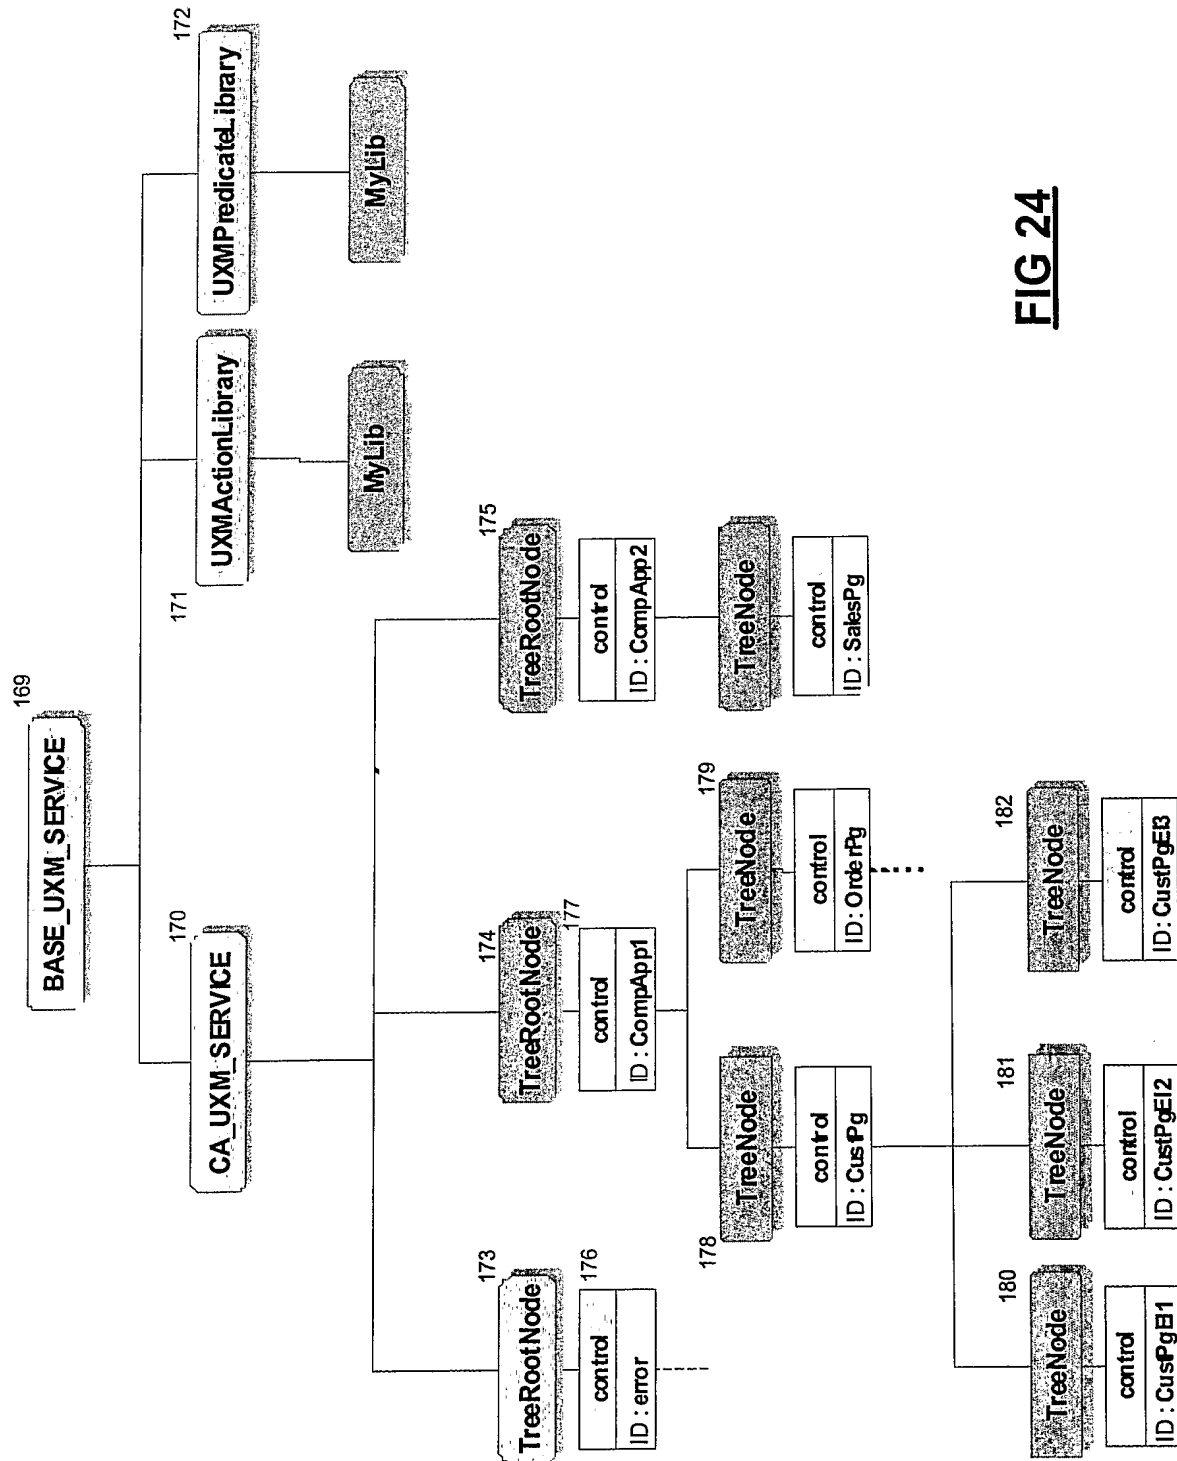 169
BASE_UXM_SERVICE
170
CA_UXM_SERVICE
171
UXMActionLibrary
MyLib
172
UXMPredicateLibrary
MyLib
173
TreeRootNode
176
control
ID:error
174
TreeRootNode
177
control
ID:CompApp1
175
TreeRootNode
control
ID:CompApp2
178
TreeNode
control
ID:CustPg
179
TreeNode
control
ID:OrderPg
TreeNode
control
ID:SalesPg
180
TreeNode
control
ID:CustPgEl1
181
TreeNode
control
ID:CustPgEl2
182
TreeNode
control
ID:CustPgEl3
FIG 24